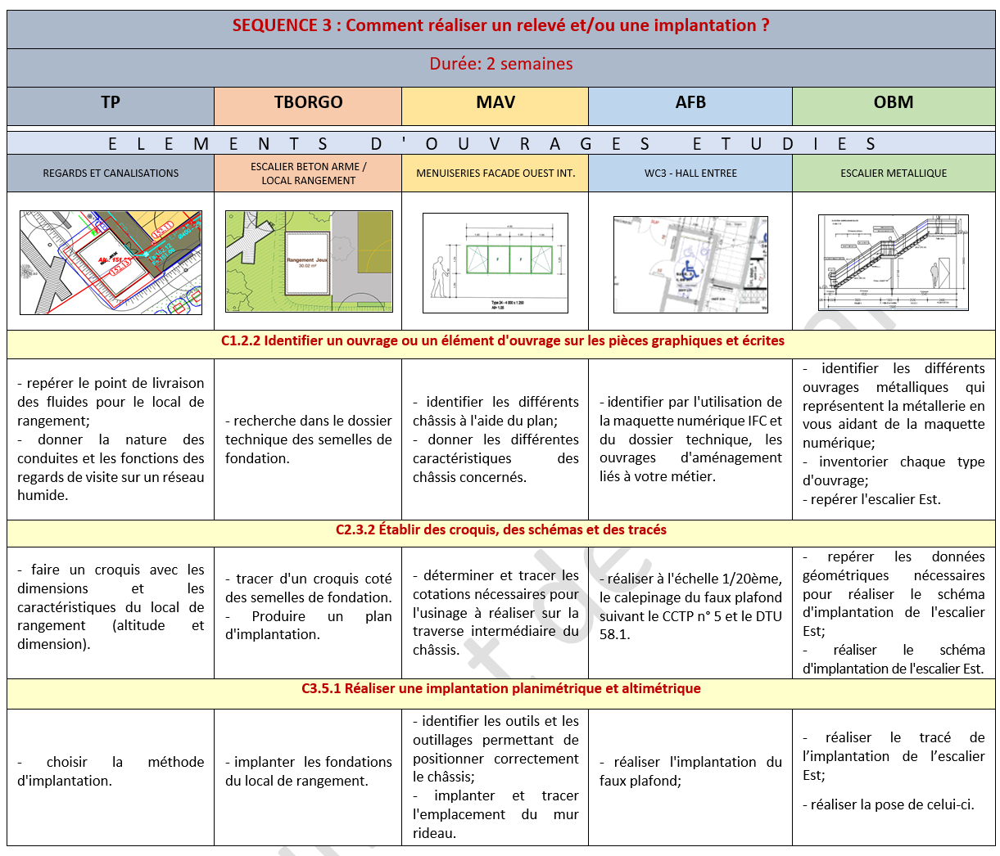 SEQUENCE 3 : Comment réaliser un relevé et/ou une implantation ?
Durée: 2 semaines
TP
TBORGO
MAV
AFB
OBM
ELEMENTS D'OUVRAGES ETUDIES
REGARDS ET CANALISATIONS
ESCALIER BETON ARME /
LOCAL RANGEMENT
MENUISERIES FACADE OUEST INT.
WC3 - HALL ENTREE
ESCALIER METALLIQUE
152.11
152.13
Rangement Jeux
30.02 m²
F
F
Type 24 - 4 000 x 1 250
C1.2.2 Identifier un ouvrage ou un élément d'ouvrage sur les pièces graphiques et écrites
- repérer le point de livraison
des fluides pour le local de
rangement;
- donner la nature des
conduites et les fonctions des
regards de visite sur un réseau
humide.
- recherche dans le dossier
technique des semelles de
fondation.
- identifier les différents
châssis à l'aide du plan;
- donner les différentes
caractéristiques des
châssis concernés.
- identifier par l'utilisation de
la maquette numérique IFC et
du dossier technique, les
ouvrages d'aménagement
liés à votre métier.
- identifier les différents
ouvrages métalliques qui
représentent la métallerie en
vous aidant de la maquette
numérique;
- inventorier chaque type
d'ouvrage;
- repérer l'escalier Est.
C2.3.2 Établir des croquis, des schémas et des tracés
- faire un croquis avec les
dimensions et les
caractéristiques du local de
rangement (altitude et
dimension).
- tracer d'un croquis coté
des semelles de fondation.
- Produire un plan
d'implantation.
- déterminer et tracer les
cotations nécessaires pour
l'usinage à réaliser sur la
traverse intermédiaire du
châssis.
- réaliser à l'échelle 1/20ème,
le calepinage du faux plafond
suivant le CCTP n° 5 et le DTU
58.1.
- repérer les données
géométriques nécessaires
pour réaliser le schéma
d'implantation de l'escalier
Est;
- réaliser le schéma
d'implantation de l'escalier Est.
C3.5.1 Réaliser une implantation planimétrique et altimétrique
- choisir la méthode
d'implantation.
- implanter les fondations
du local de rangement.
- identifier les outils et les
outillages permettant de
positionner correctement
le châssis;
- implanter et tracer
l'emplacement du mur
rideau.
- réaliser l'implantation du
faux plafond;
- réaliser le tracé de
l’implantation de l’escalier
Est;
- réaliser la pose de celui-ci.